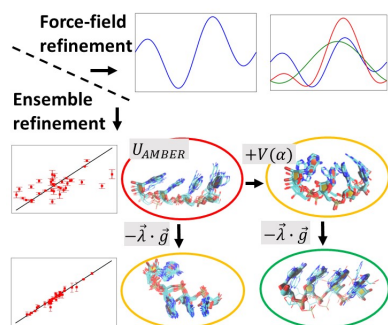 Force-field
refinement
Ensemble
refinement
U_AMBER
+V(α)
−λ⃗ · g⃗
−λ⃗ · g⃗